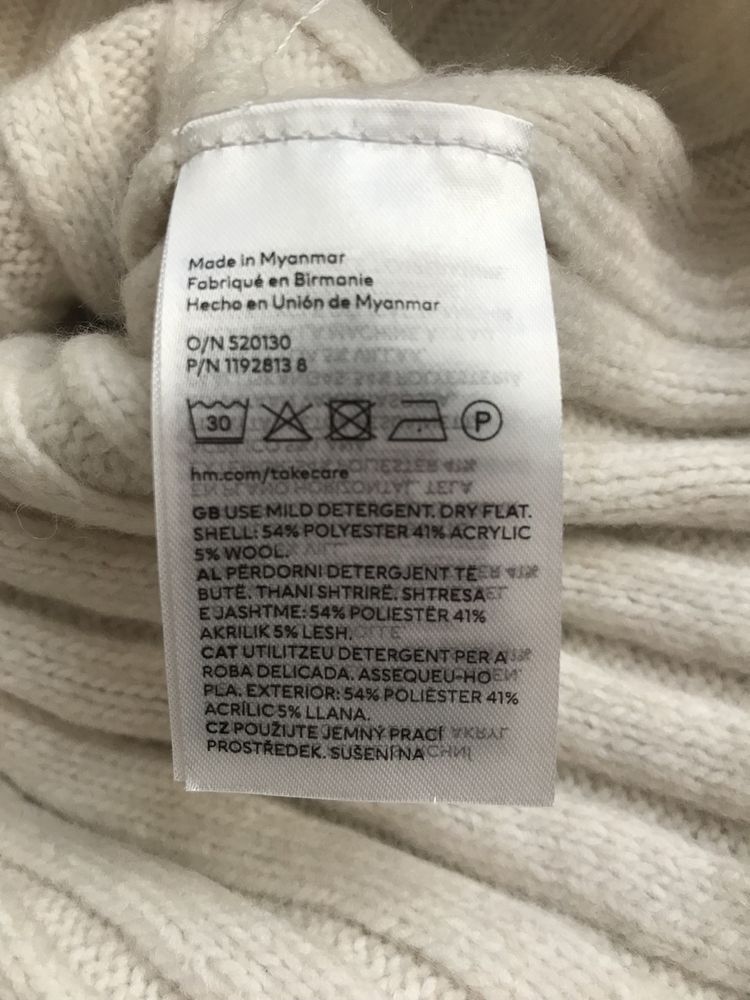 Made in Myanmar
Fabriqué en Birmanie
Hecho en Unión de Myanmar
O/N 520130
P/N 1192813 8
30 P
hm.com/takecare
GB USE MILD DETERGENT. DRY FLAT.
SHELL: 54% POLYESTER 41% ACRYLIC
5% WOOL.
AL PËRDORNI DETERGJENT TË
BUTË. THANI SHTRIRË. SHTRESA
E JASHTME: 54% POLIESTËR 41%
AKRILIK 5% LESH.
CAT UTILITZEU DETERGENT PER A
ROBA DELICADA. ASSEQUEU-HO
PLA. EXTERIOR: 54% POLIÈSTER 41%
ACRÍLIC 5% LLANA.
CZ POUŽIJTE JEMNÝ PRACÍ
PROSTŘEDEK. SUŠENÍ NA